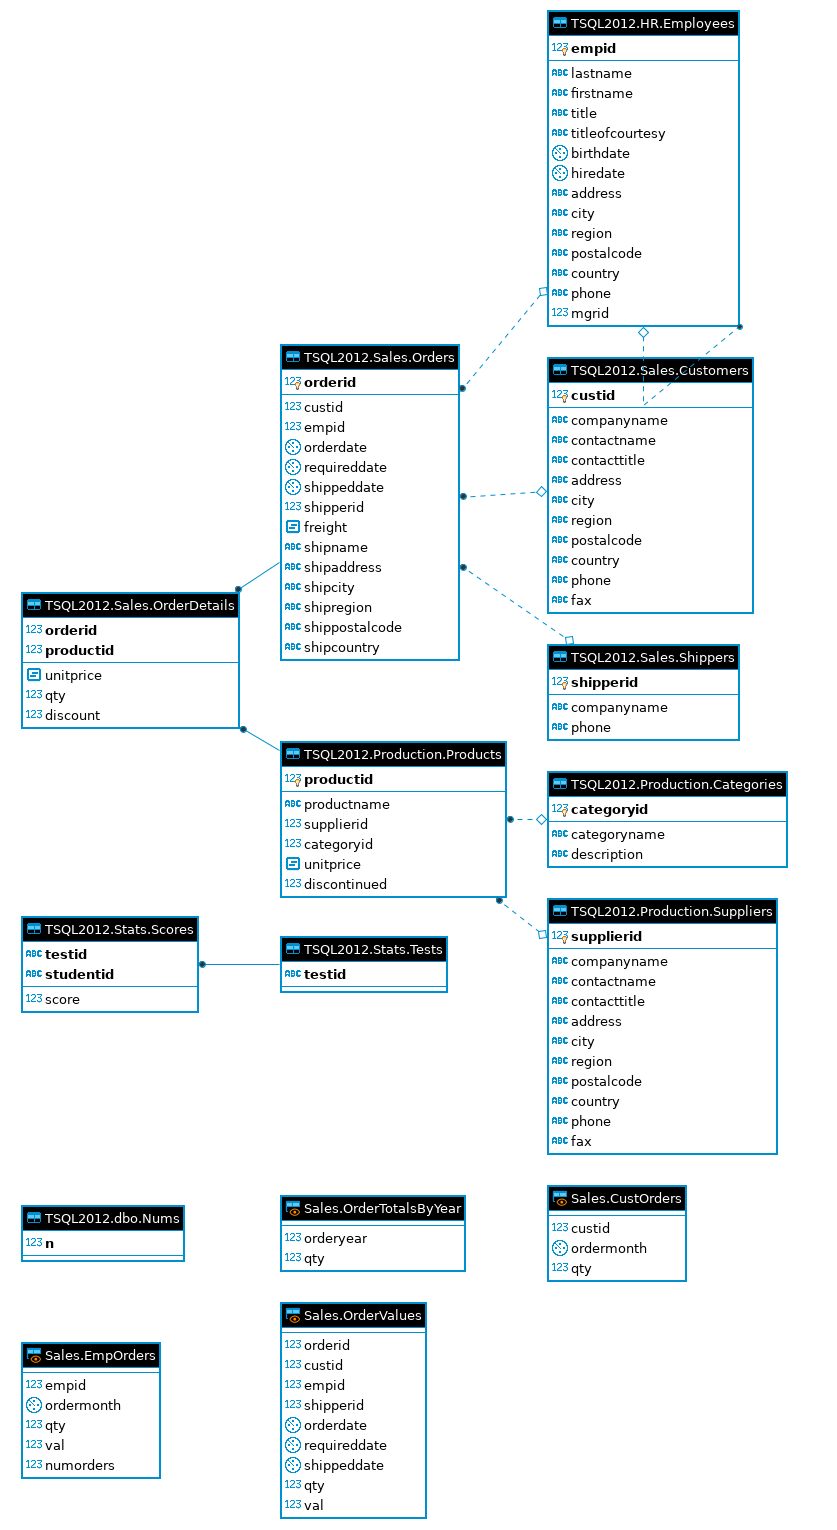 TSQL2012.HR.Employees
123 empid
ABC lastname
ABC firstname
ABC title
ABC titleofcourtesy
birthdate
hiredate
ABC address
ABC city
ABC region
ABC postalcode
ABC country
ABC phone
123 mgrid
TSQL2012.Sales.Orders
123 orderid
123 custid
123 empid
orderdate
requireddate
shippeddate
123 shipperid
freight
ABC shipname
ABC shipaddress
ABC shipcity
ABC shipregion
ABC shippostalcode
ABC shipcountry
TSQL2012.Sales.Customers
123 custid
ABC companyname
ABC contactname
ABC contacttitle
ABC address
ABC city
ABC region
ABC postalcode
ABC country
ABC phone
ABC fax
TSQL2012.Sales.OrderDetails
123 orderid
123 productid
unitprice
123 qty
123 discount
TSQL2012.Sales.Shippers
123 shipperid
ABC companyname
ABC phone
TSQL2012.Production.Products
123 productid
ABC productname
123 supplierid
123 categoryid
unitprice
123 discontinued
TSQL2012.Production.Categories
123 categoryid
ABC categoryname
ABC description
TSQL2012.Production.Suppliers
123 supplierid
ABC companyname
ABC contactname
ABC contacttitle
ABC address
ABC city
ABC region
ABC postalcode
ABC country
ABC phone
ABC fax
TSQL2012.Stats.Scores
ABC testid
ABC studentid
123 score
TSQL2012.Stats.Tests
ABC testid
TSQL2012.dbo.Nums
123 n
Sales.OrderTotalsByYear
123 orderyear
123 qty
Sales.CustOrders
123 custid
ordermonth
123 qty
Sales.EmpOrders
123 empid
ordermonth
123 qty
123 val
123 numorders
Sales.OrderValues
123 orderid
123 custid
123 empid
123 shipperid
orderdate
requireddate
shippeddate
123 qty
123 val